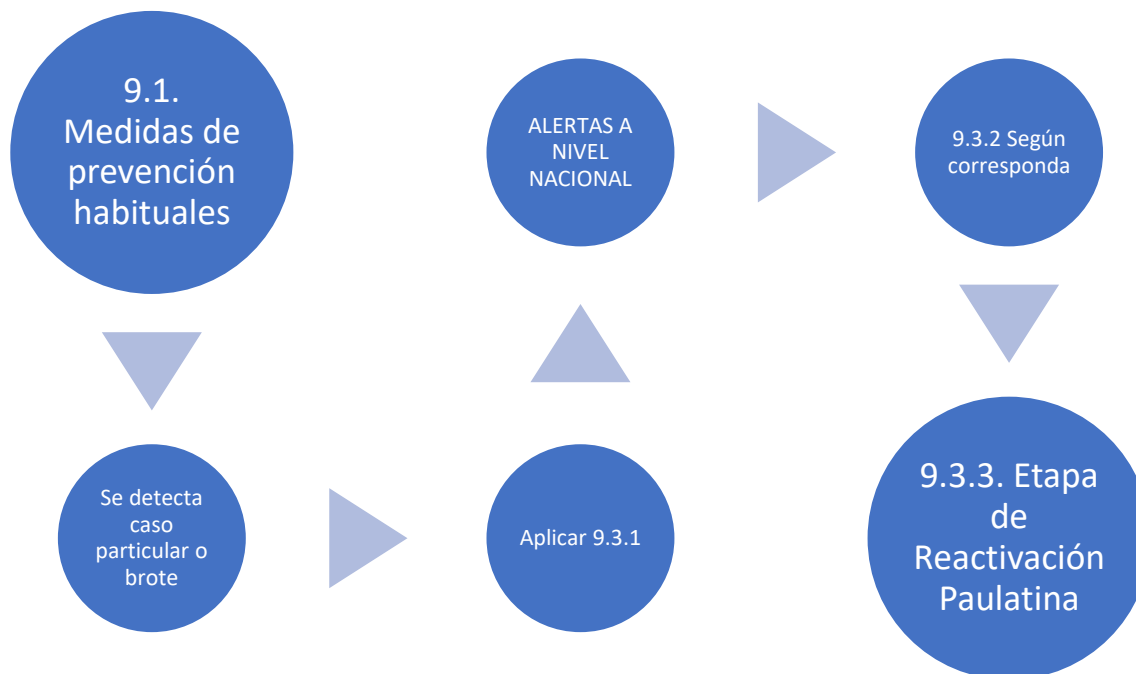 9.1.
Medidas de
prevención
habituales
Se detecta
caso
particular o
brote
Aplicar 9.3.1
ALERTAS A
NIVEL
NACIONAL
9.3.2 Según
corresponda
9.3.3. Etapa
de
Reactivación
Paulatina